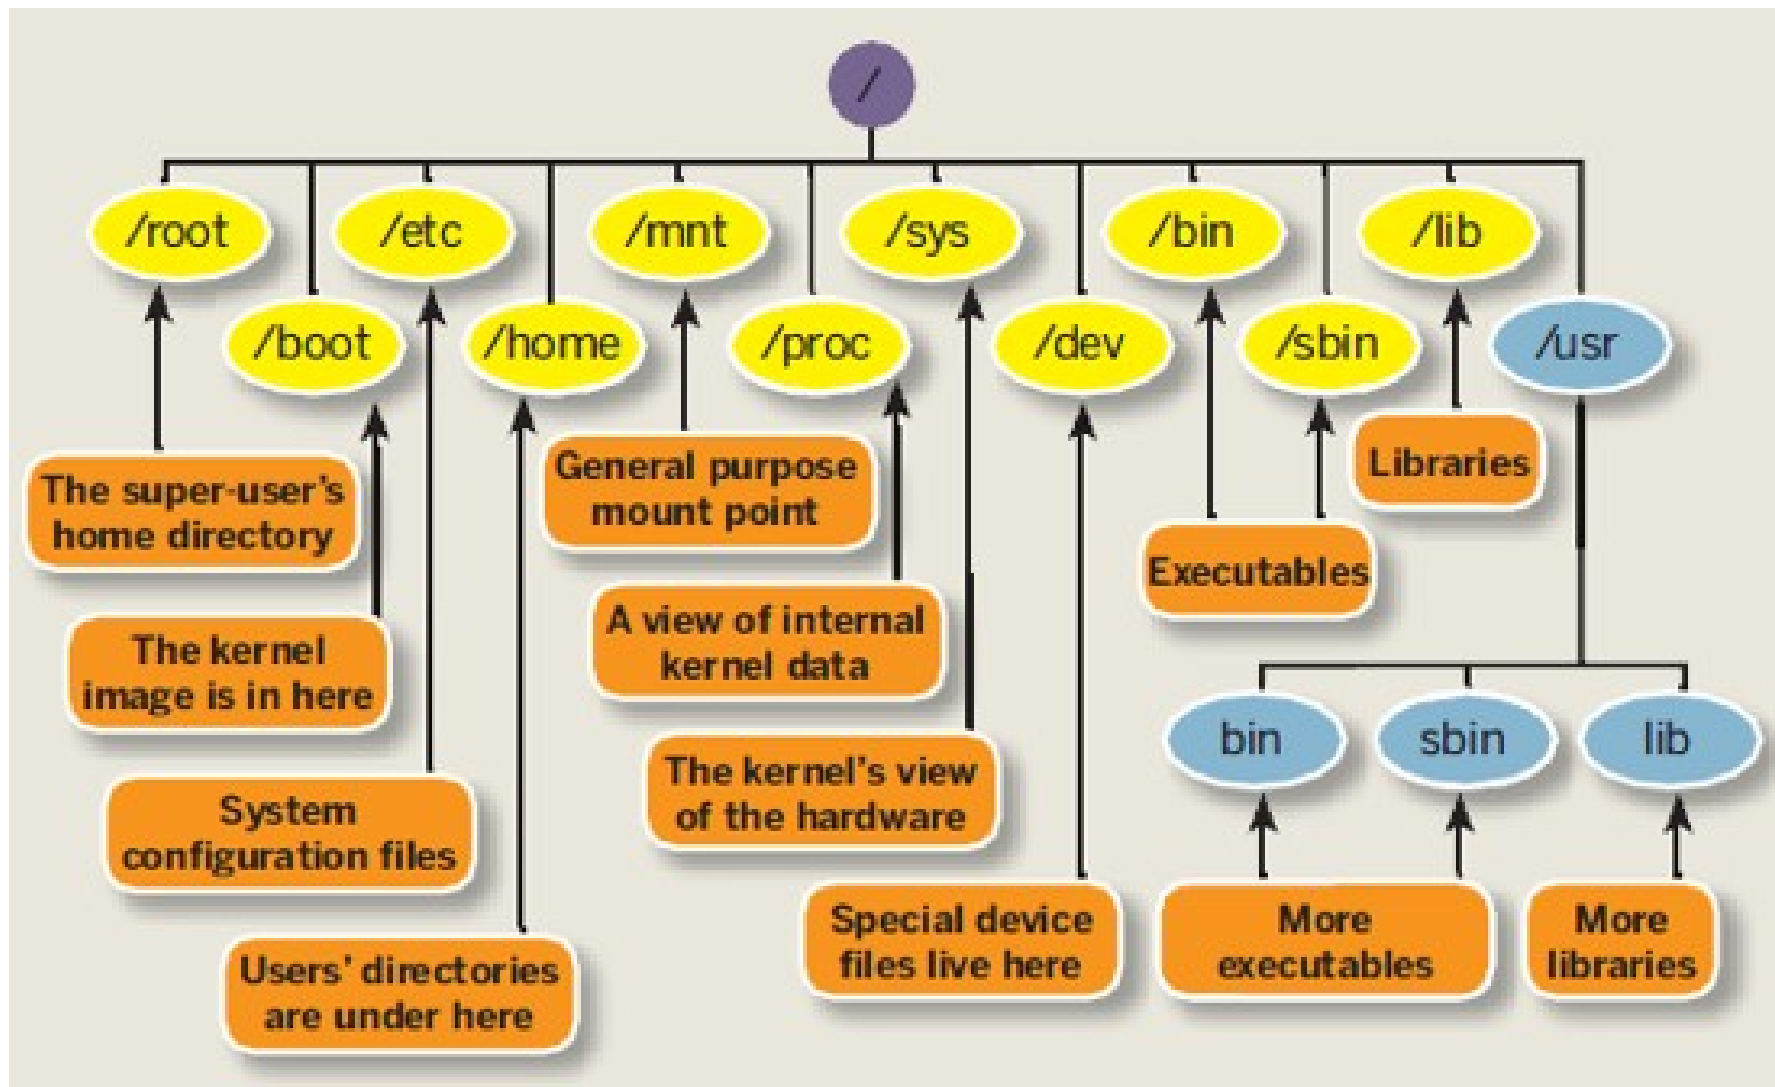 /
/root
/etc
/mnt
/sys
/bin
/lib
/boot
/home
/proc
/dev
/sbin
/usr
The super-user's
home directory
General purpose
mount point
Libraries
Executables
The kernel
image is in here
A view of internal
kernel data
System
configuration files
The kernel's view
of the hardware
bin
sbin
lib
Users' directories
are under here
Special device
files live here
More
executables
More
libraries